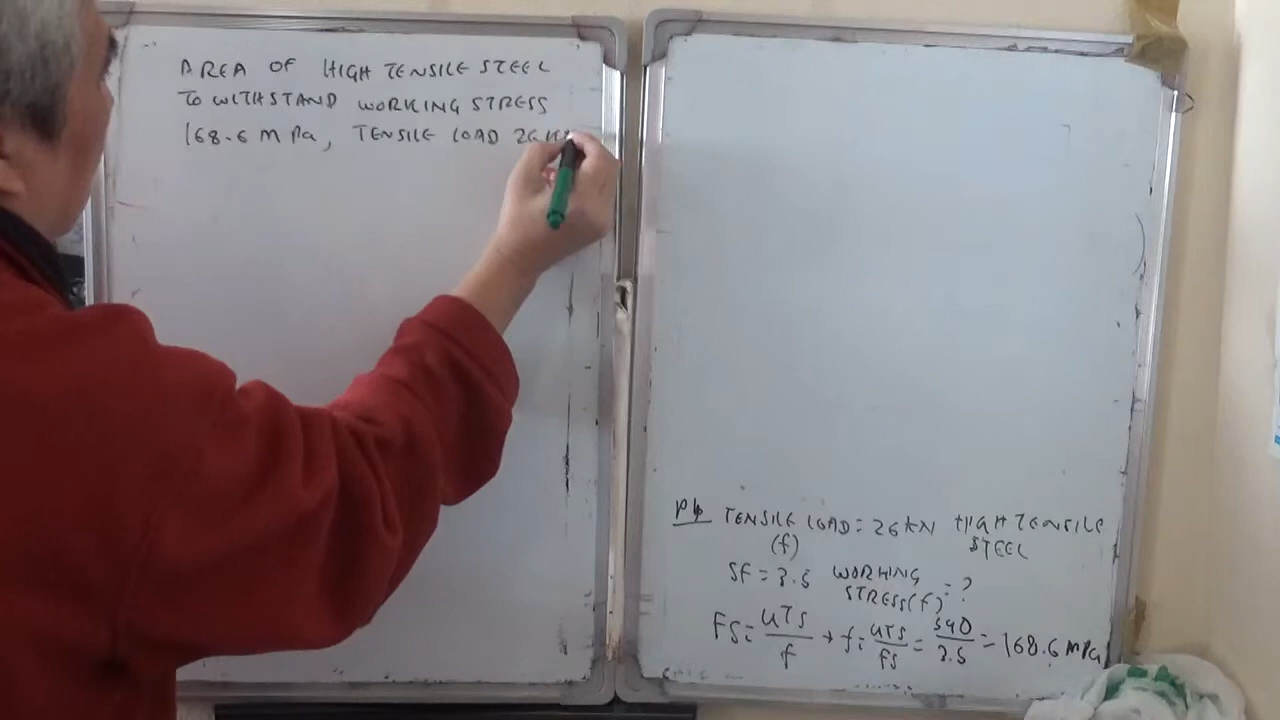 AREA OF HIGH TENSILE STEEL
TO WITHSTAND WORKING STRESS
168.6 MPa, TENSILE LOAD 26
Pb TENSILE LOAD = 26 kN HIGH TENSILE
(f) STEEL
SF = 3.5 WORKING
STRESS (f) = ?
FS = UTS / f → f = UTS / FS = 590 / 3.5 = 168.6 MPa